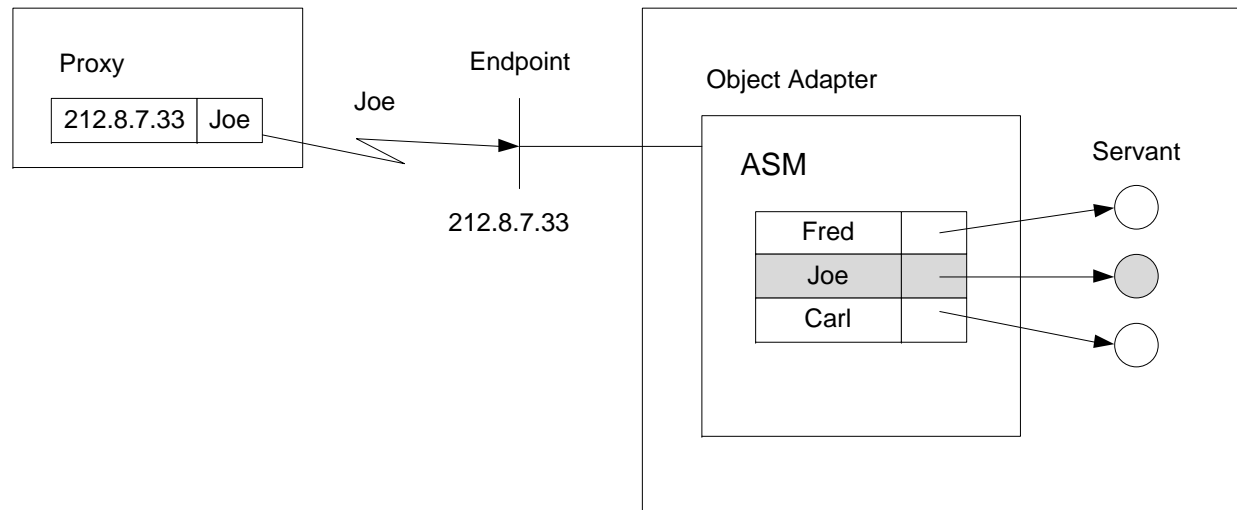 Proxy
212.8.7.33 Joe
Joe
Endpoint
212.8.7.33
Object Adapter
ASM
Fred
Joe
Carl
Servant